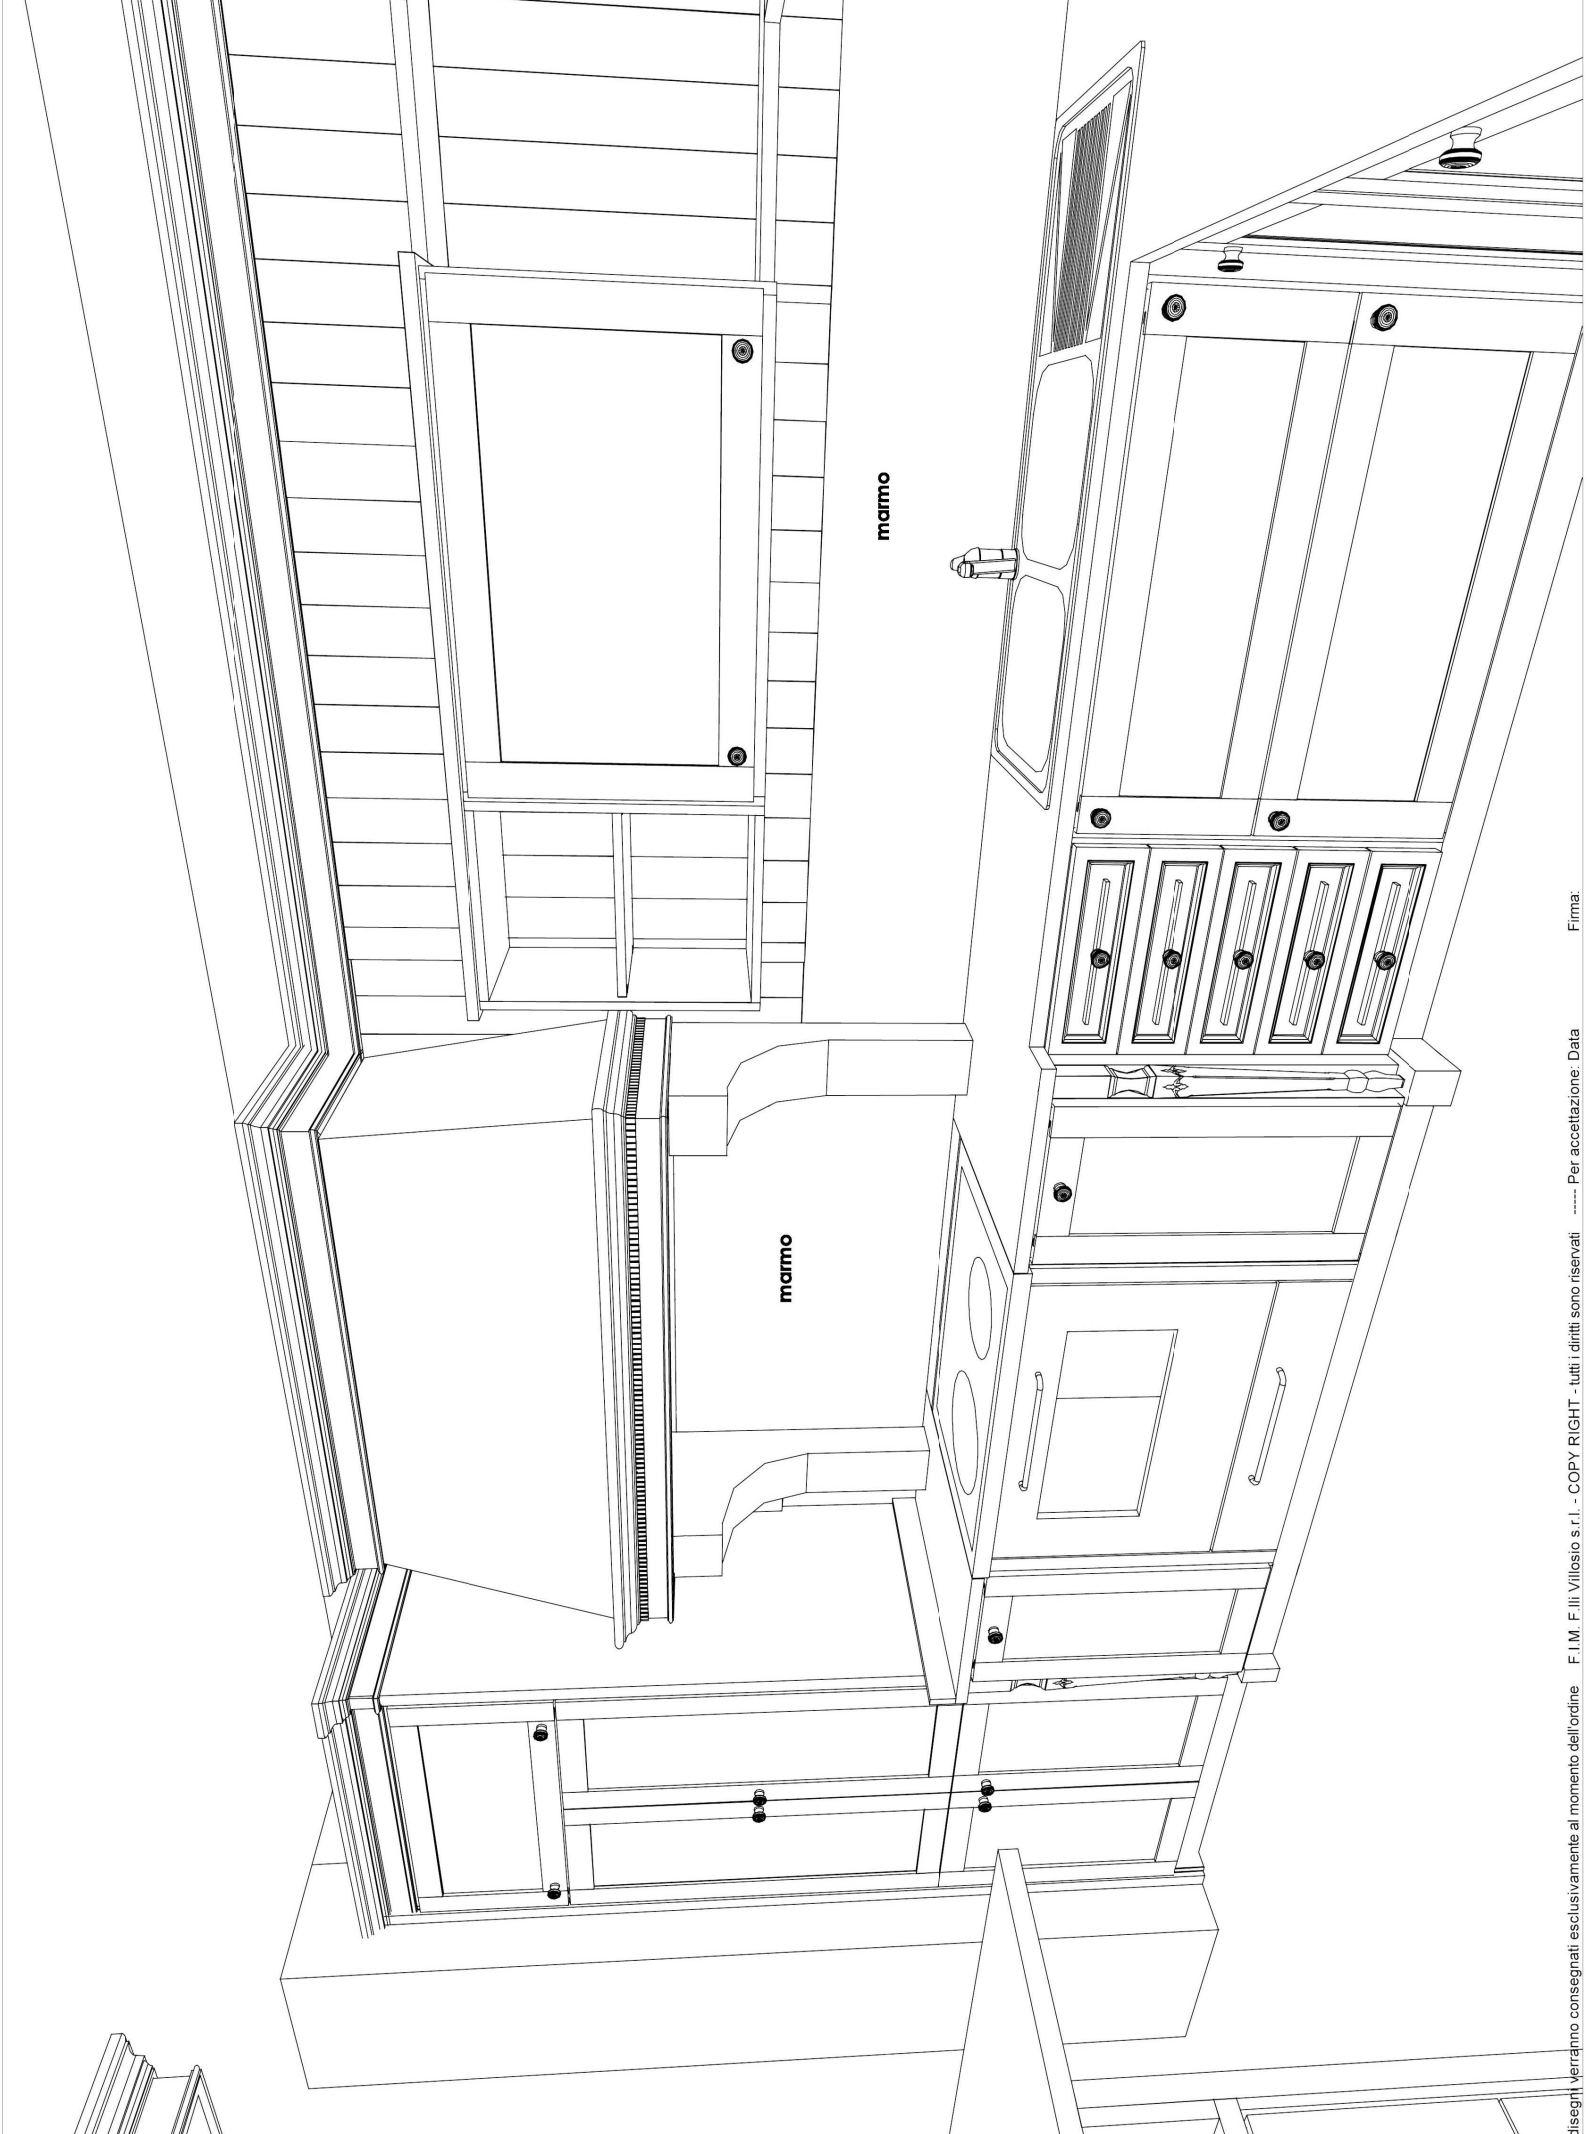 marmo
marmo
disegni verranno consegnati esclusivamente al momento dell'ordine F.I.M. F.lli Villosio s.r.l. - COPY RIGHT - tutti i diritti sono riservati ----- Per accettazione: Data Firma: